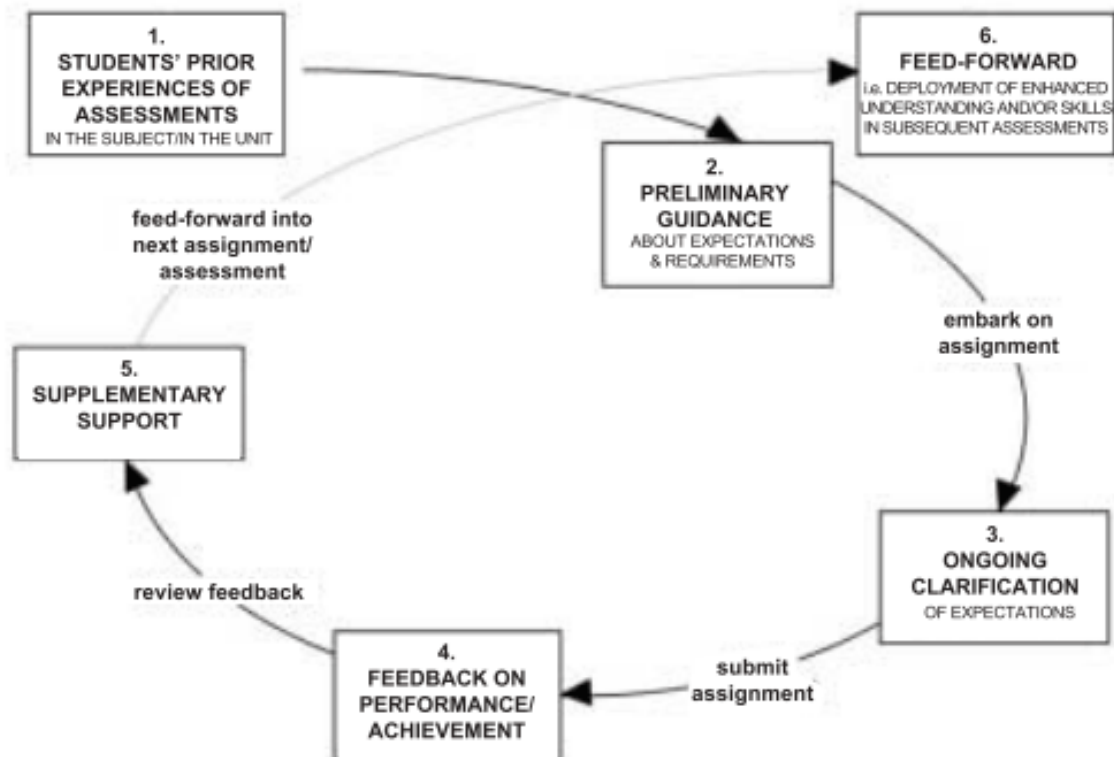 1.
STUDENTS’ PRIOR
EXPERIENCES OF
ASSESSMENTS
IN THE SUBJECT/IN THE UNIT
6.
FEED-FORWARD
i.e. DEPLOYMENT OF ENHANCED
UNDERSTANDING AND/OR SKILLS
IN SUBSEQUENT ASSESSMENTS
2.
PRELIMINARY
GUIDANCE
ABOUT EXPECTATIONS
& REQUIREMENTS
feed-forward into
next assignment/
assessment
embark on
assignment
5.
SUPPLEMENTARY
SUPPORT
3.
ONGOING
CLARIFICATION
OF EXPECTATIONS
review feedback
submit
assignment
4.
FEEDBACK ON
PERFORMANCE/
ACHIEVEMENT